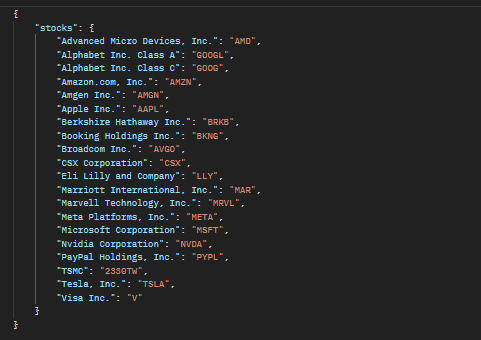 {
"stocks": {
"Advanced Micro Devices, Inc.": "AMD",
"Alphabet Inc. Class A": "GOOGL",
"Alphabet Inc. Class C": "GOOG",
"Amazon.com, Inc.": "AMZN",
"Amgen Inc.": "AMGN",
"Apple Inc.": "AAPL",
"Berkshire Hathaway Inc.": "BRKB",
"Booking Holdings Inc.": "BKNG",
"Broadcom Inc.": "AVGO",
"CSX Corporation": "CSX",
"Eli Lilly and Company": "LLY",
"Marriott International, Inc.": "MAR",
"Marvell Technology, Inc.": "MRVL",
"Meta Platforms, Inc.": "META",
"Microsoft Corporation": "MSFT",
"Nvidia Corporation": "NVDA",
"PayPal Holdings, Inc.": "PYPL",
"TSMC": "2330TW",
"Tesla, Inc.": "TSLA",
"Visa Inc.": "V"
}
}